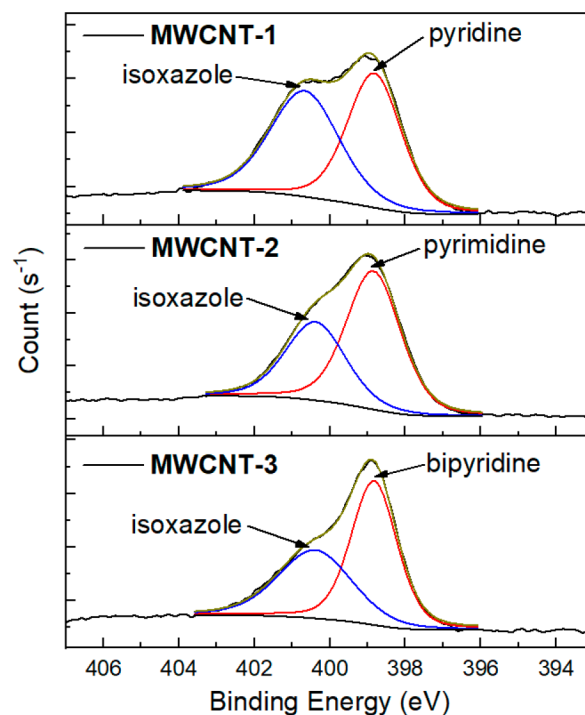 MWCNT-1
pyridine
isoxazole
MWCNT-2
pyrimidine
isoxazole
MWCNT-3
bipyridine
isoxazole
Count (s⁻¹)
406 404 402 400 398 396 394
Binding Energy (eV)